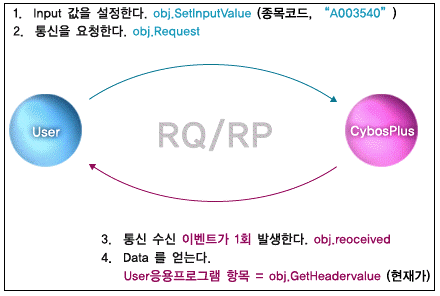 1. Input 값을 설정한다. obj.SetInputValue (종목코드, “A003540” )
2. 통신을 요청한다. obj.Request
User
RQ/RP
CybosPlus
3. 통신 수신 이벤트가 1회 발생한다. obj.reoceived
4. Data 를 얻는다.
User응용프로그램 항목 = obj.GetHeadervalue (현재가)